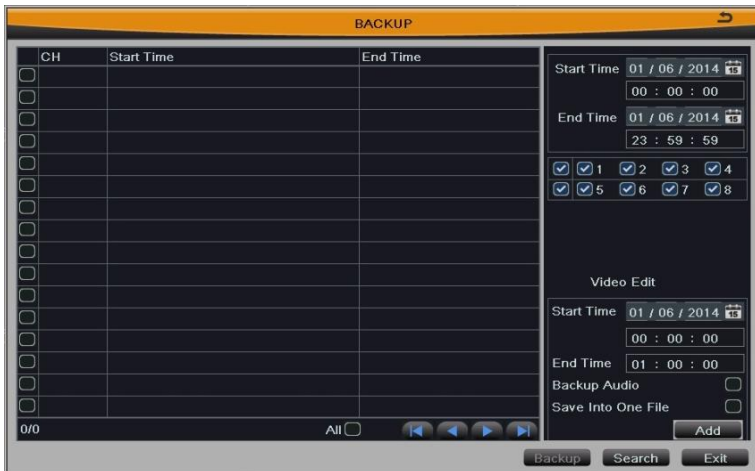 BACKUP
CH Start Time End Time
Start Time 01 / 06 / 2014 15
00 : 00 : 00
End Time 01 / 06 / 2014 15
23 : 59 : 59
1 2 3 4
5 6 7 8
Video Edit
Start Time 01 / 06 / 2014 15
00 : 00 : 00
End Time 01 : 00 : 00
Backup Audio
Save Into One File
0/0 All Add
Backup Search Exit